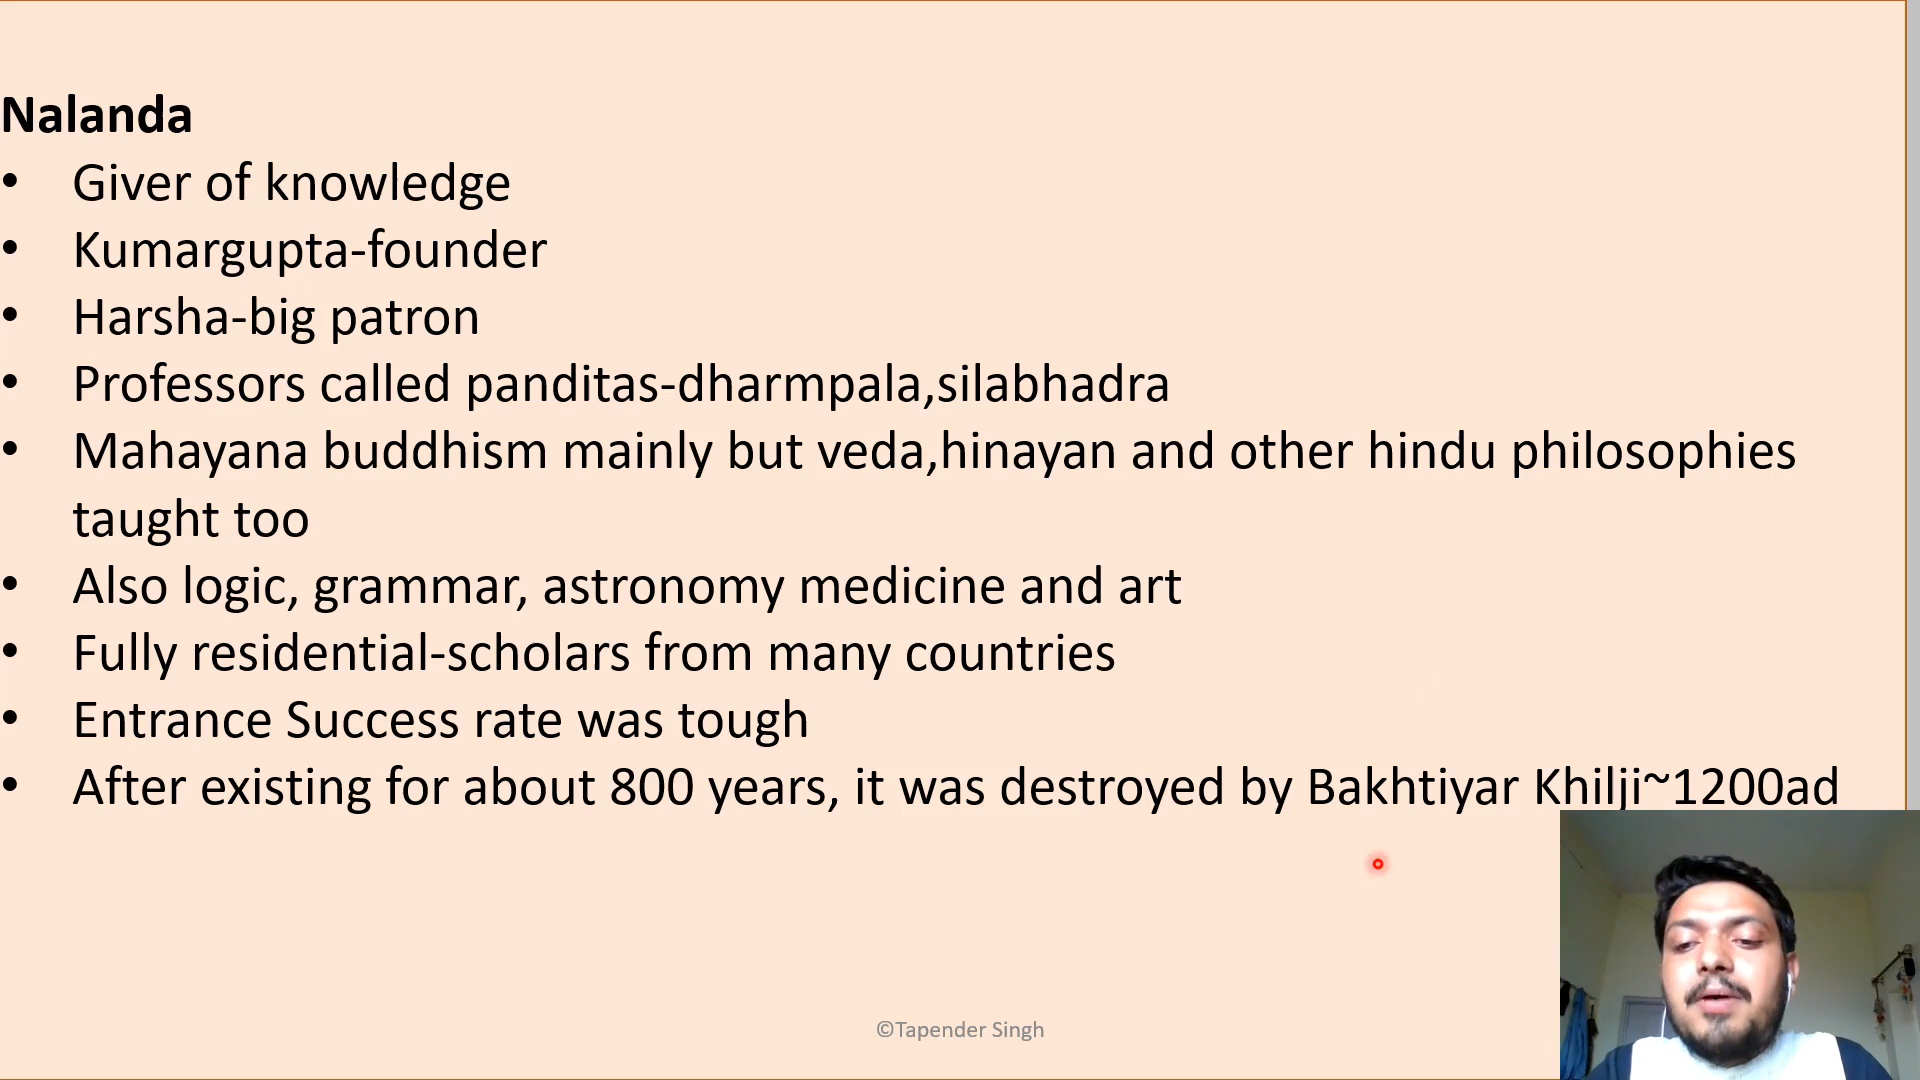 Nalanda
• Giver of knowledge
• Kumargupta-founder
• Harsha-big patron
• Professors called panditas-dharmpala,silabhadra
• Mahayana buddhism mainly but veda,hinayan and other hindu philosophies
taught too
• Also logic, grammar, astronomy medicine and art
• Fully residential-scholars from many countries
• Entrance Success rate was tough
• After existing for about 800 years, it was destroyed by Bakhtiyar Khilji~1200ad
©Tapender Singh